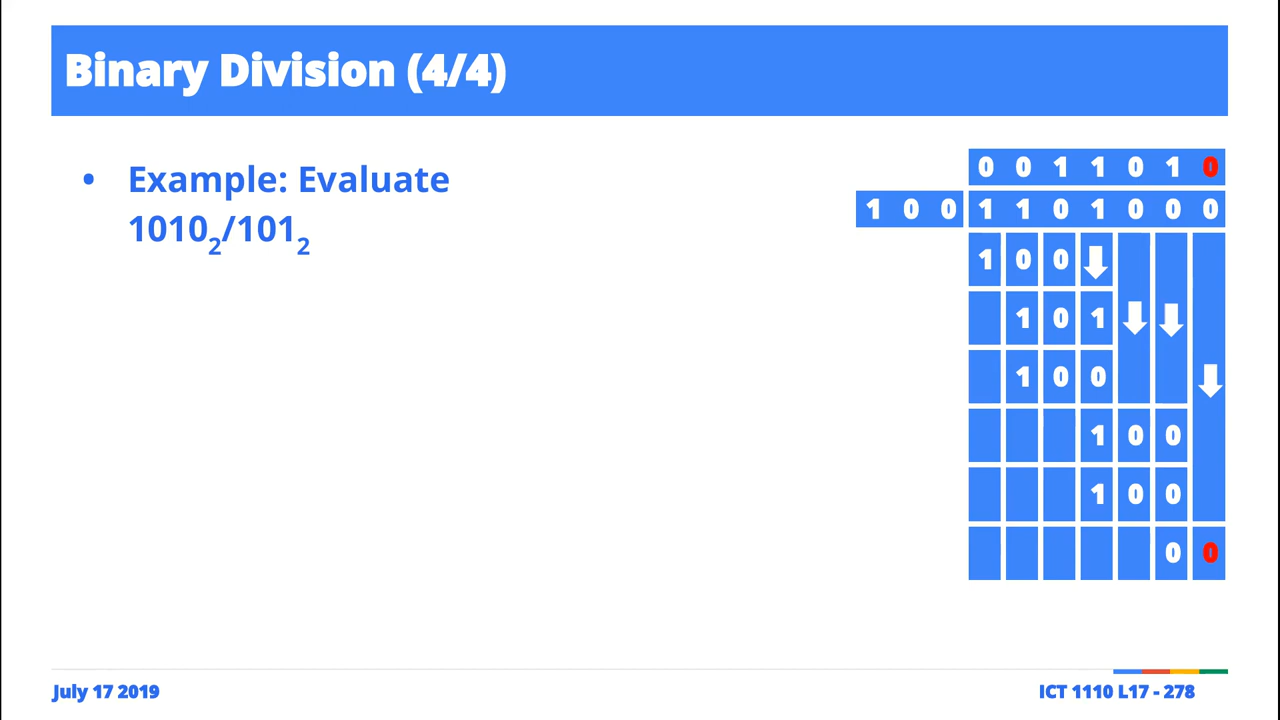 Binary Division (4/4)
• Example: Evaluate
1010₂/101₂
0 0 1 1 0 1 0
1 0 0 1 1 0 1 0 0 0
1 0 0
1 0 1
1 0 0
1 0 0
1 0 0
0 0
July 17 2019
ICT 1110 L17 - 278